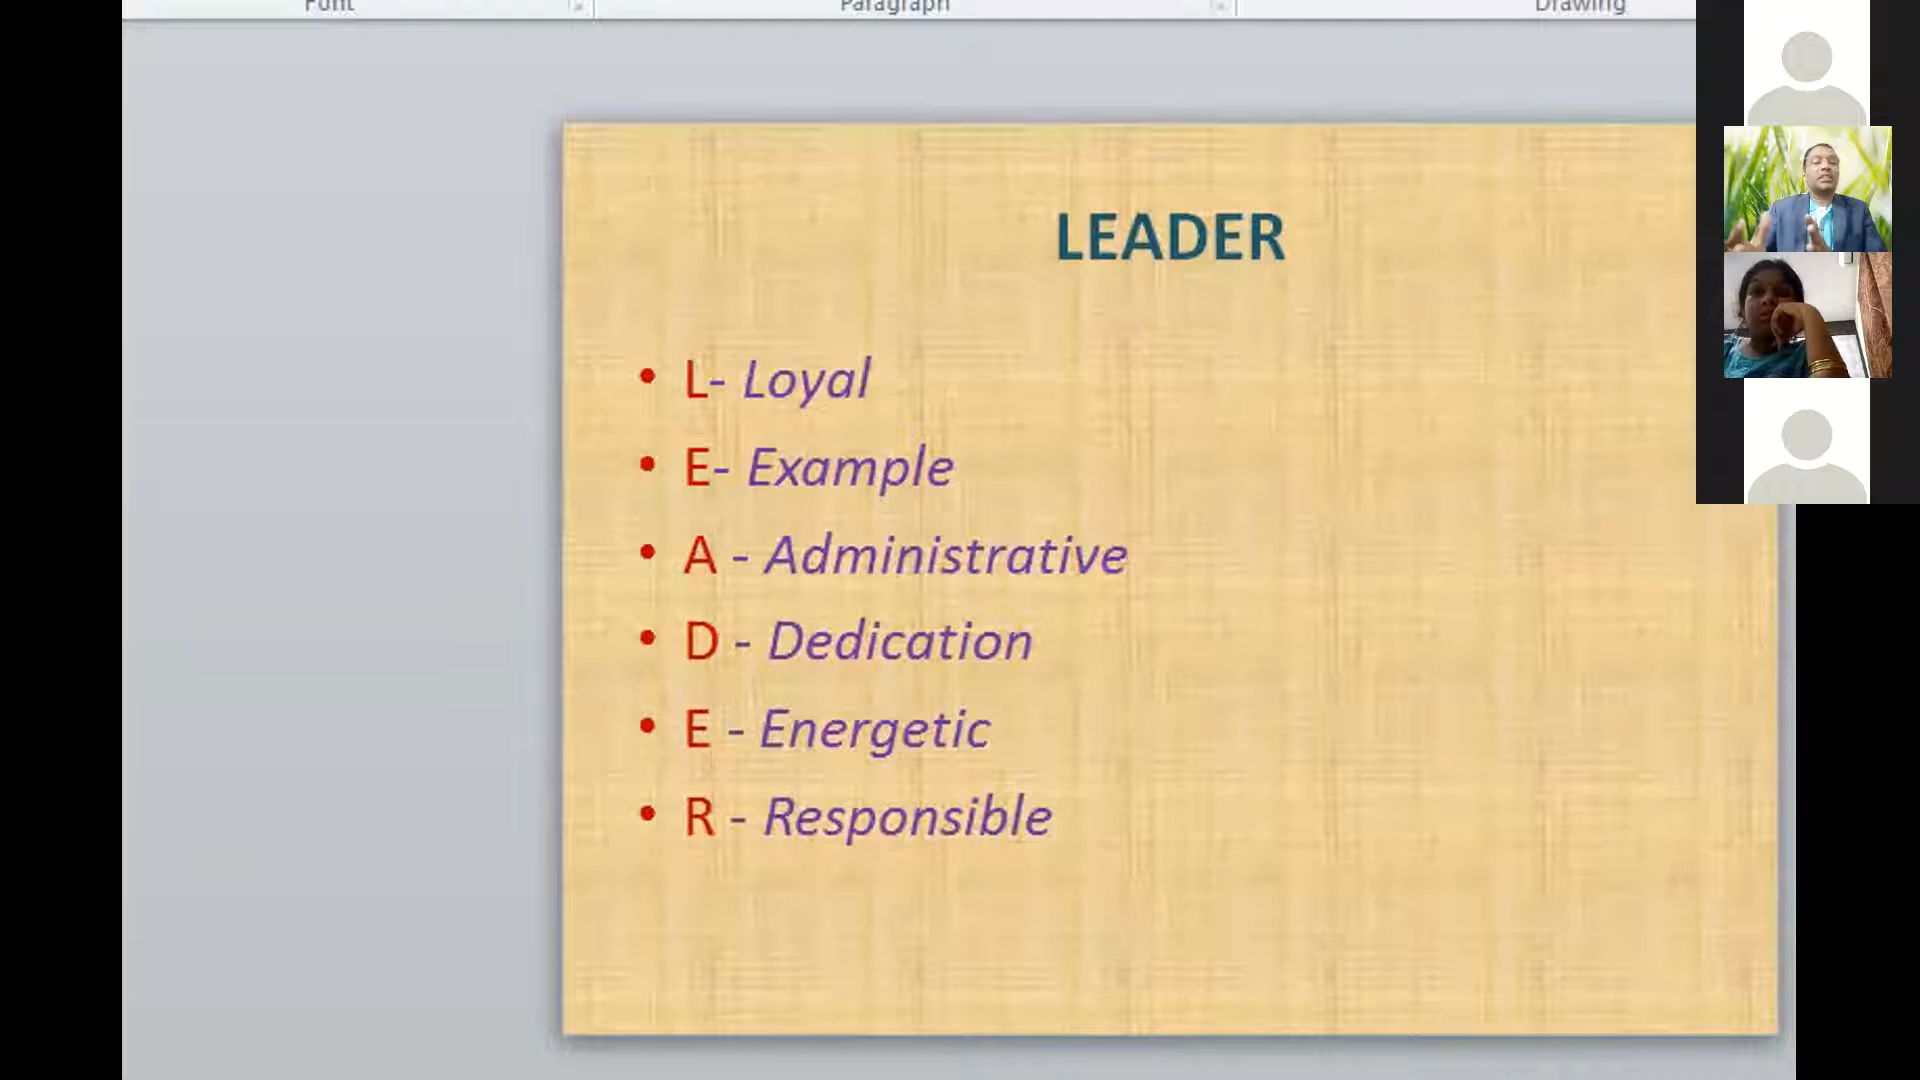 Font Paragraph Drawing
LEADER
• L- Loyal
• E- Example
• A - Administrative
• D - Dedication
• E - Energetic
• R - Responsible